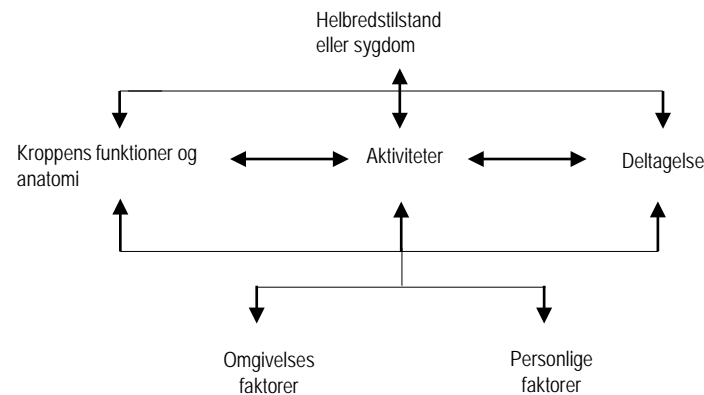 Helbredstilstand
eller sygdom
Kroppens funktioner og
anatomi
Aktiviteter
Deltagelse
Omgivelses
faktorer
Personlige
faktorer